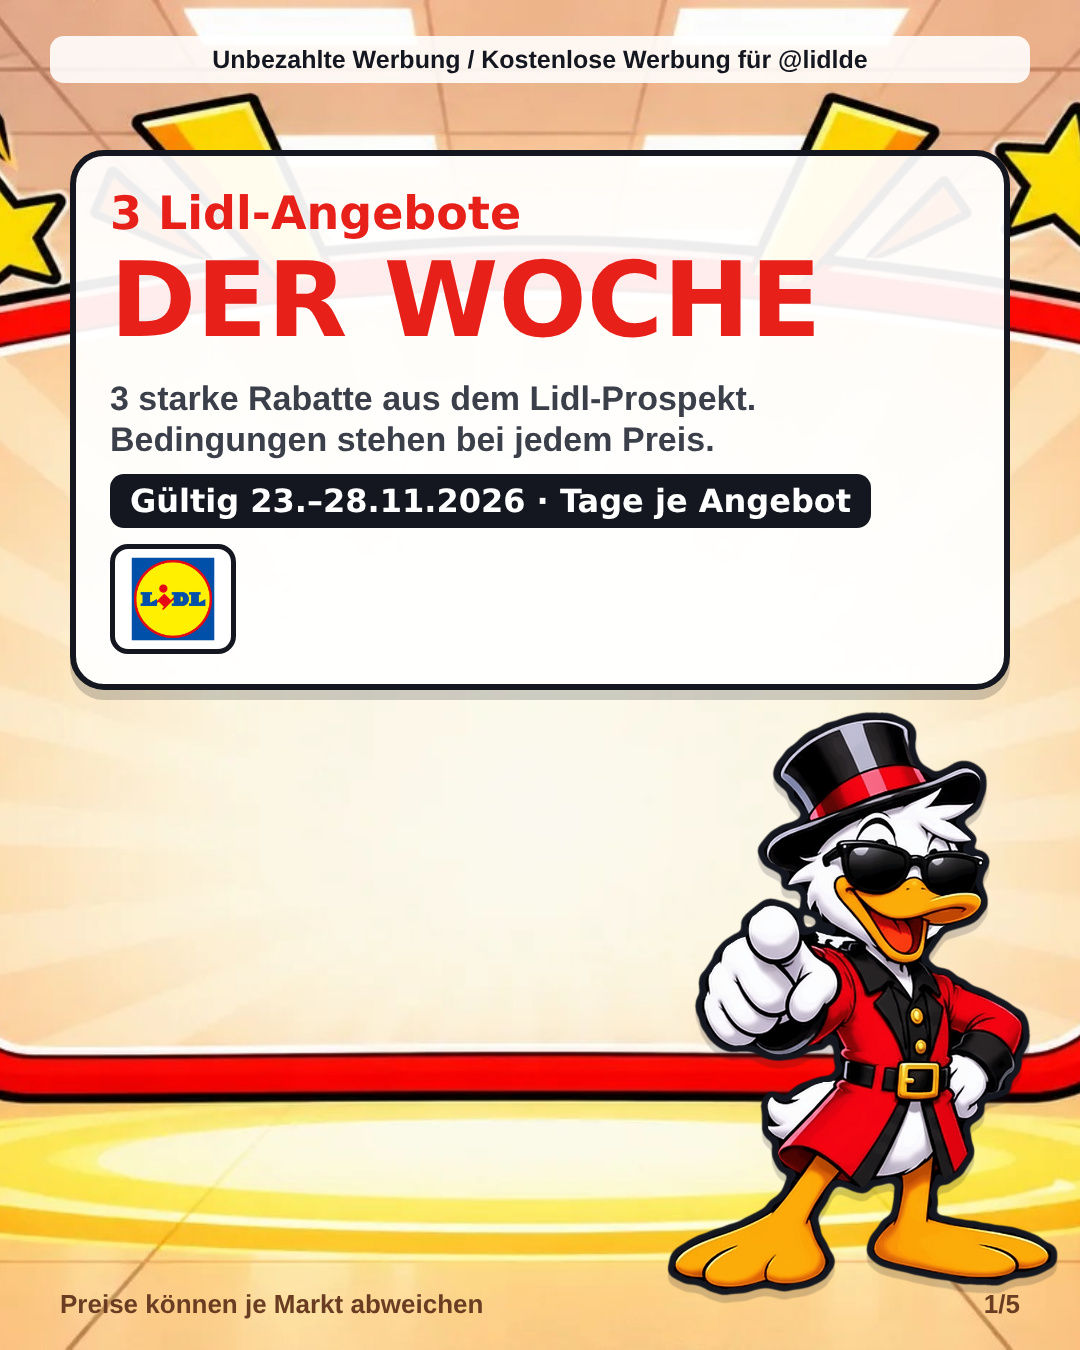 Unbezahlte Werbung / Kostenlose Werbung für @lidlde
3 Lidl-Angebote
DER WOCHE
3 starke Rabatte aus dem Lidl-Prospekt.
Bedingungen stehen bei jedem Preis.
Gültig 23.–28.11.2026 · Tage je Angebot
LiDL
Preise können je Markt abweichen
1/5